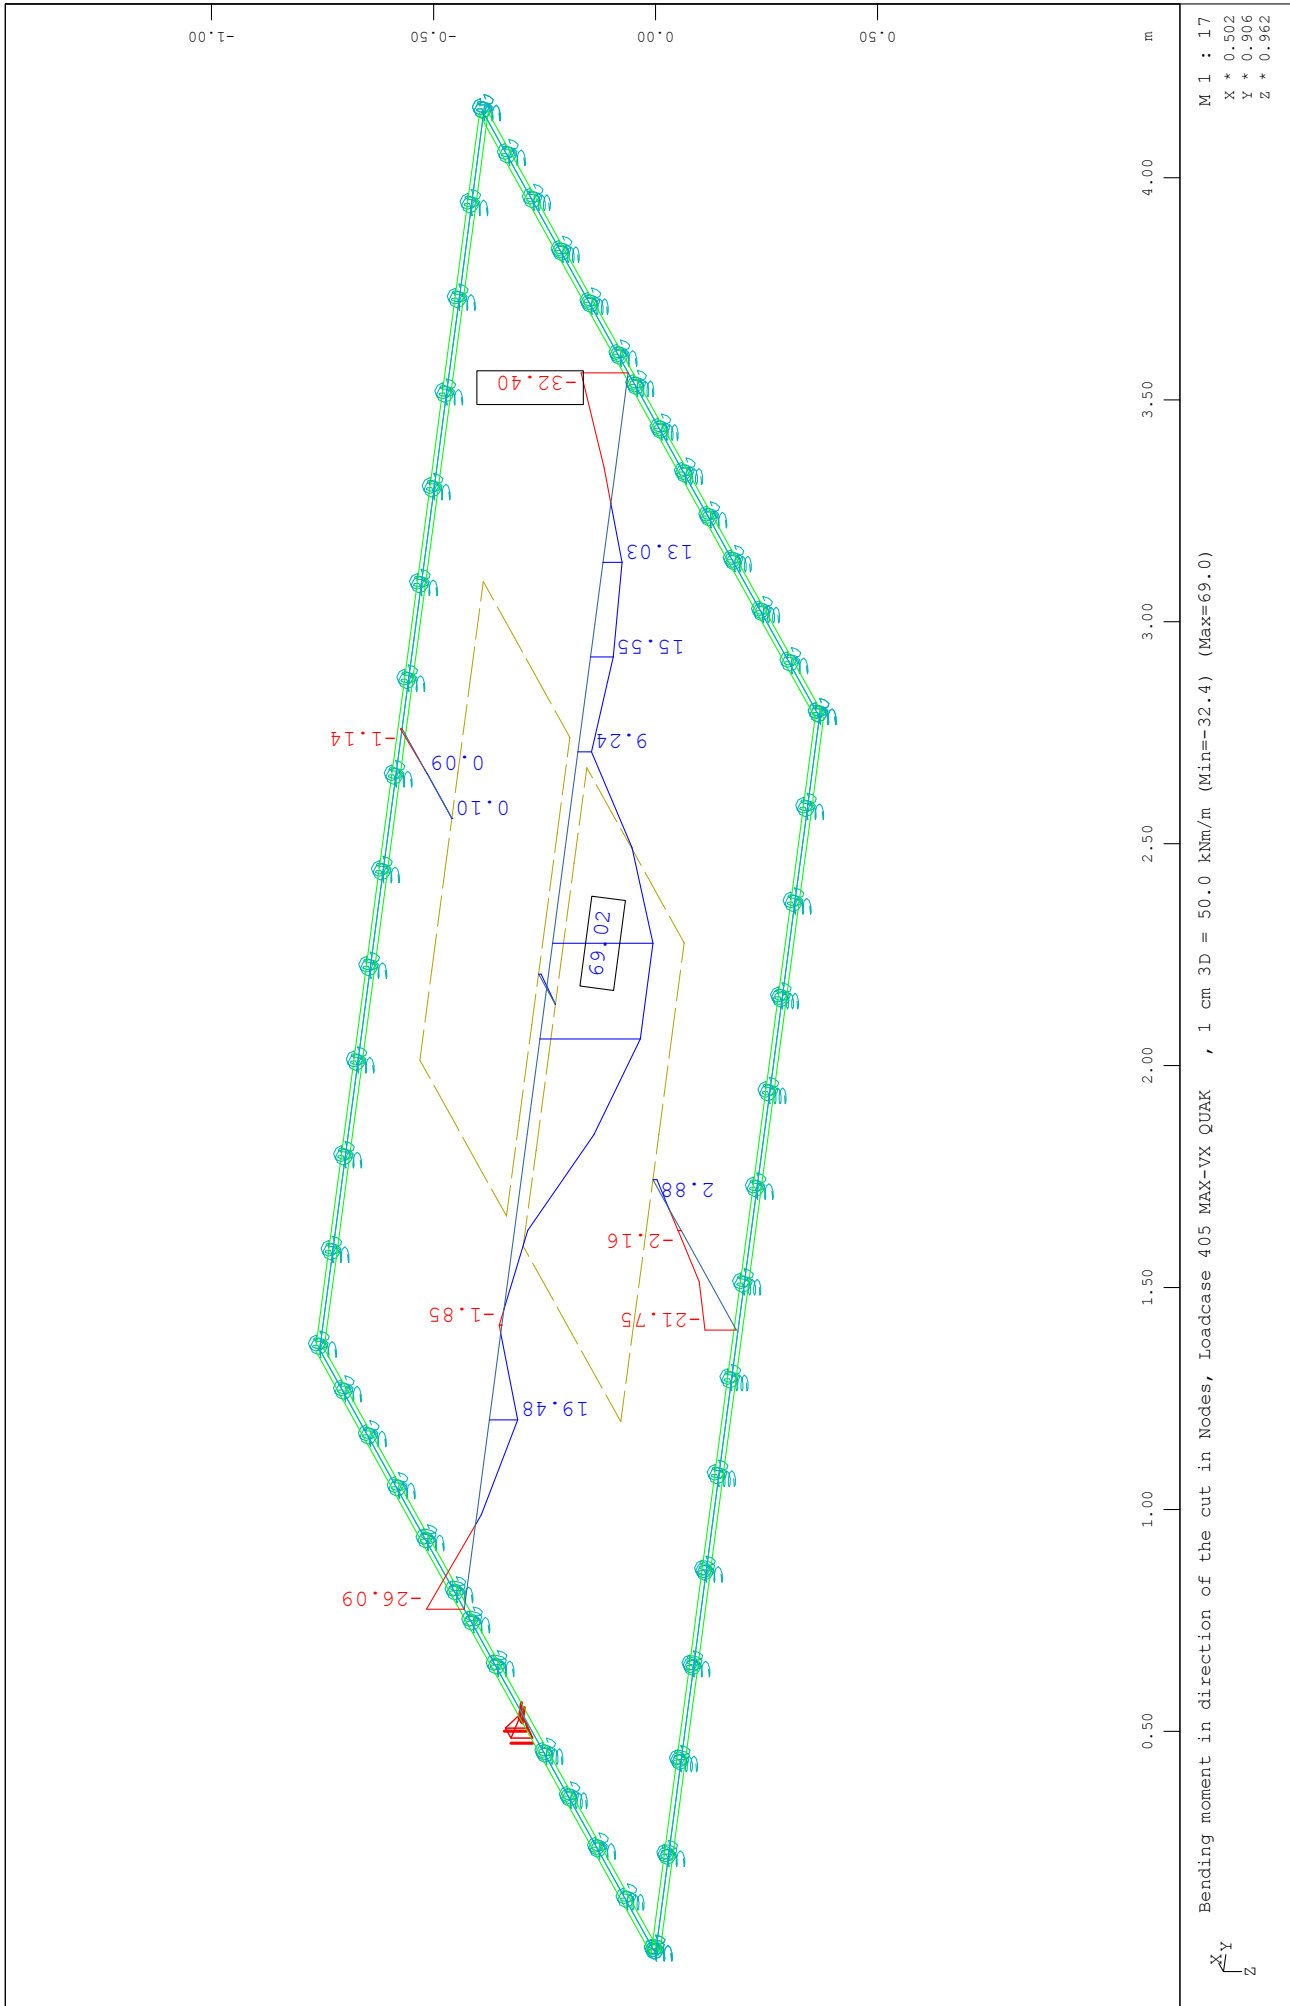 M 1 : 17
X * 0.502
Y * 0.906
Z * 0.962
-1.00
-0.50
0.00
0.50
m
4.00
3.50
3.00
2.50
2.00
1.50
1.00
0.50
-32.40
13.03
15.55
9.24
-1.14
0.09
0.10
69.02
2.88
-2.16
-21.75
-1.85
19.48
-26.09
Bending moment in direction of the cut in Nodes, Loadcase 405 MAX-VX QUAK , 1 cm 3D = 50.0 kNm/m (Min=-32.4) (Max=69.0)
X
Y
Z